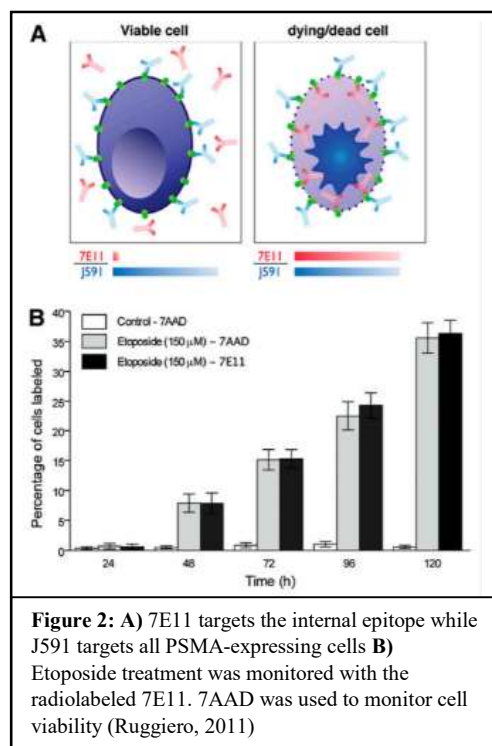 A
Viable cell
dying/dead cell
7E11
J591
7E11
J591
B
Control - 7AAD
Etoposide (150 µM) – 7AAD
Etoposide (150 µM) – 7E11
Percentage of cells labeled
40
35
30
25
20
15
10
5
0
24
48
72
96
120
Time (h)
Figure 2: A) 7E11 targets the internal epitope while
J591 targets all PSMA-expressing cells B)
Etoposide treatment was monitored with the
radiolabeled 7E11. 7AAD was used to monitor cell
viability (Ruggiero, 2011)